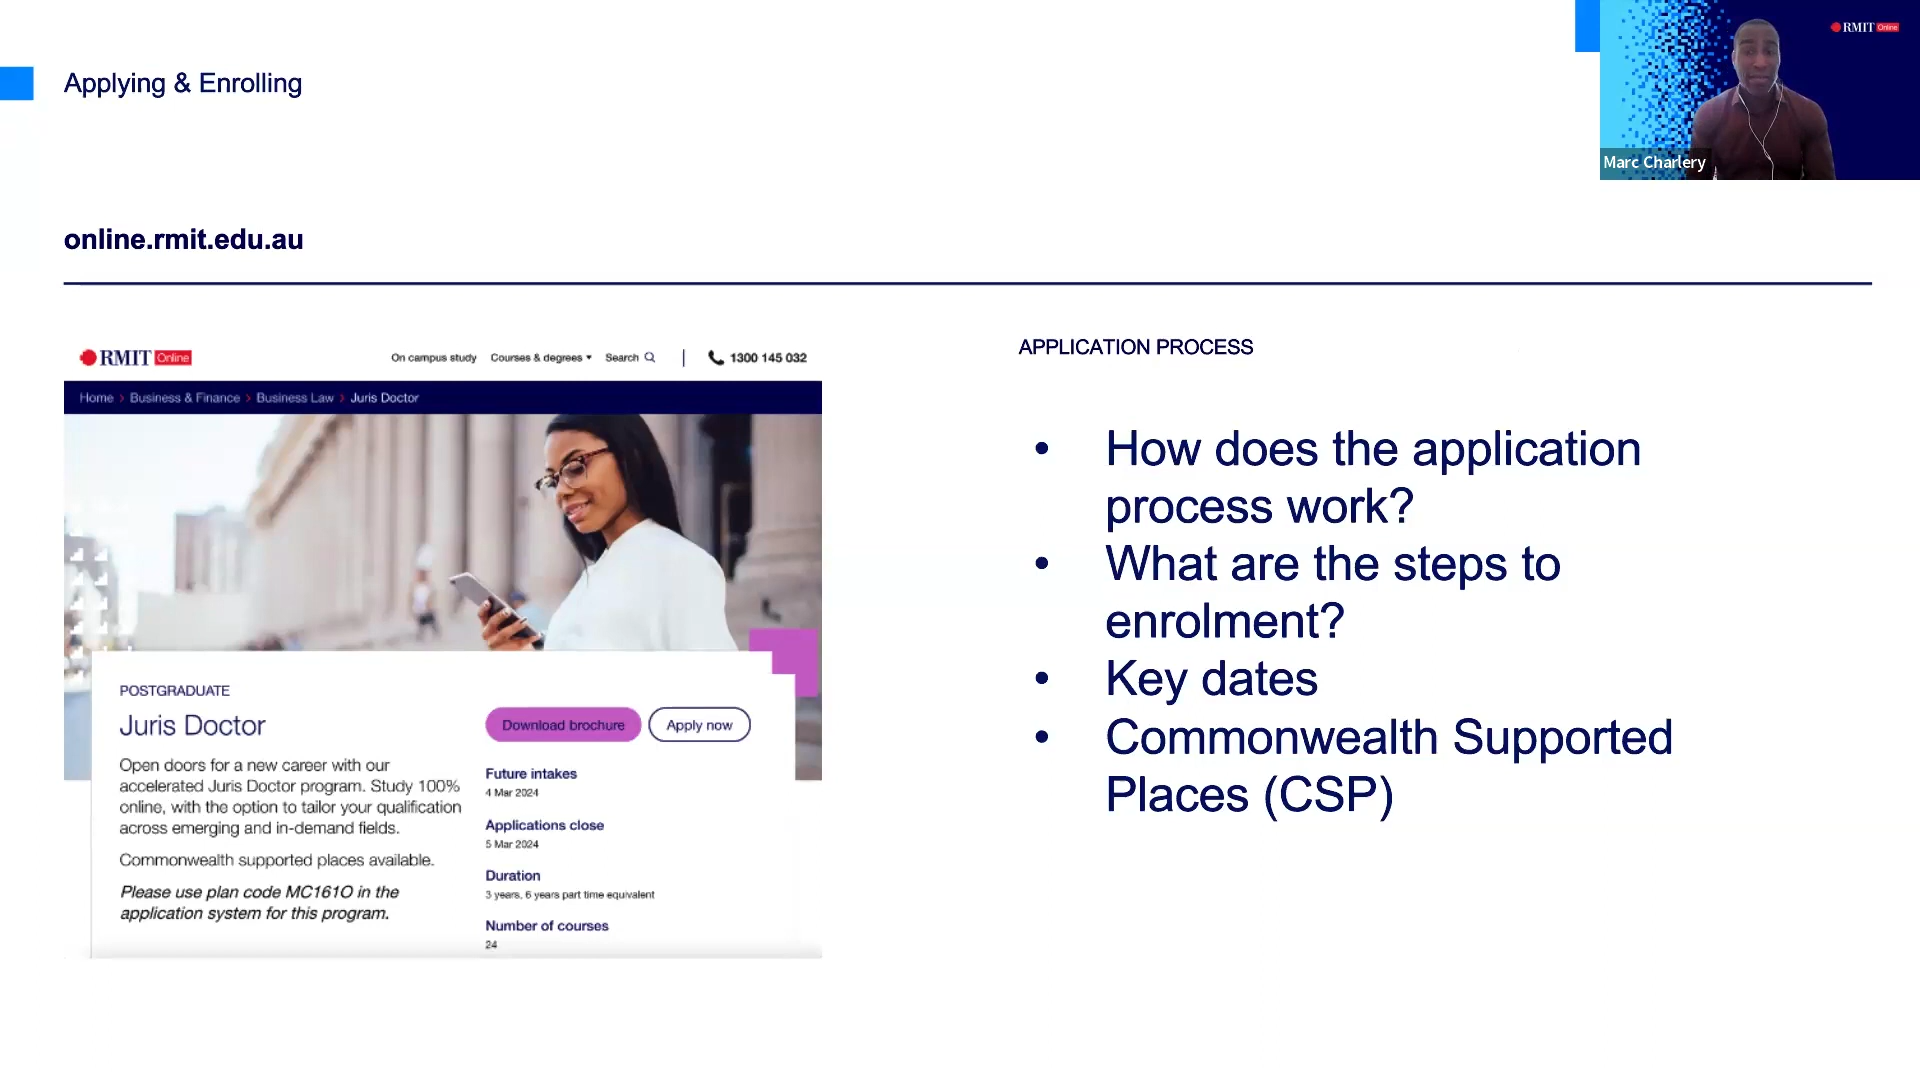 Applying & Enrolling
RMIT Online
Marc Charlery
online.rmit.edu.au
RMIT Online
On campus study Courses & degrees Search 1300 145 032
Home > Business & Finance > Business Law > Juris Doctor
POSTGRADUATE
Juris Doctor
Open doors for a new career with our
accelerated Juris Doctor program. Study 100%
online, with the option to tailor your qualification
across emerging and in-demand fields.
Commonwealth supported places available.
Please use plan code MC161O in the
application system for this program.
Download brochure Apply now
Future intakes
4 Mar 2024
Applications close
5 Mar 2024
Duration
3 years, 6 years part time equivalent
Number of courses
24
APPLICATION PROCESS
• How does the application
process work?
• What are the steps to
enrolment?
• Key dates
• Commonwealth Supported
Places (CSP)